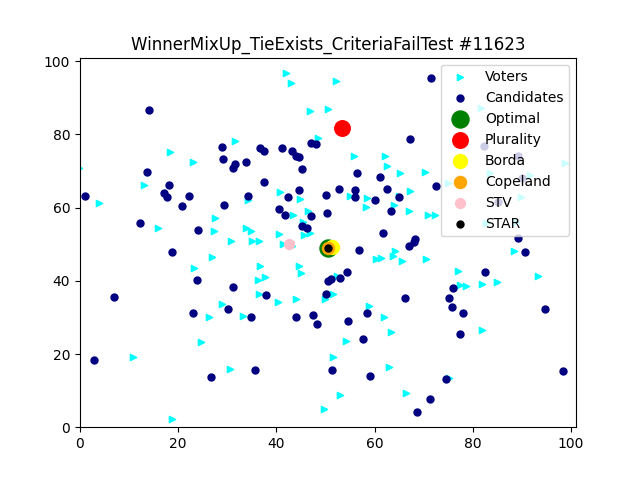 WinnerMixUp_TieExists_CriteriaFailTest #11623
100
80
60
40
20
0
0
20
40
60
80
100
Voters
Candidates
Optimal
Plurality
Borda
Copeland
STV
STAR